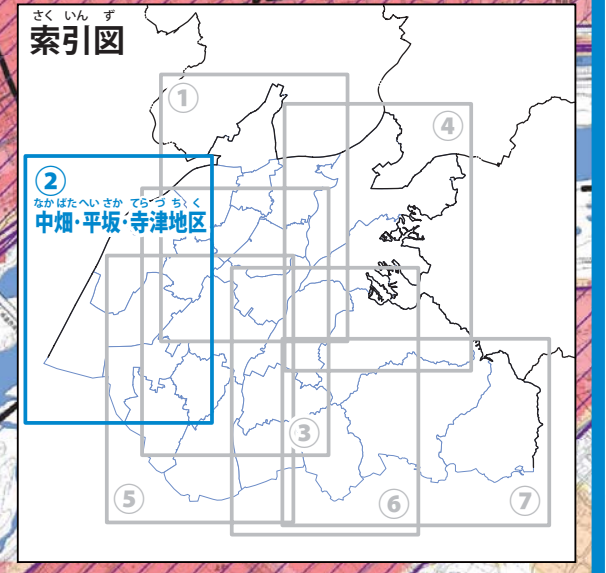 さくいんず
索引図
①
④
②
なかばたへいさかてらづちく
中畑・平坂・寺津地区
③
⑤
⑥
⑦